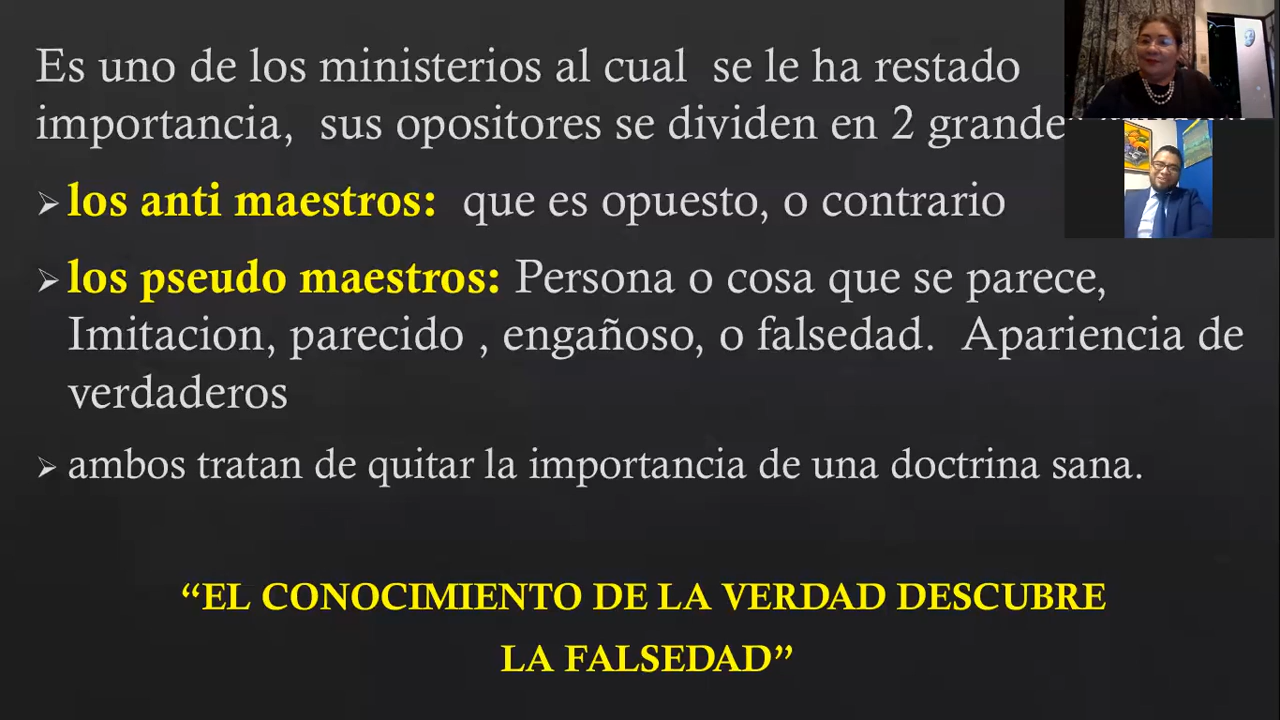 Es uno de los ministerios al cual se le ha restado
importancia, sus opositores se dividen en 2 grande
los anti maestros: que es opuesto, o contrario
los pseudo maestros: Persona o cosa que se parece,
Imitacion, parecido , engañoso, o falsedad. Apariencia de
verdaderos
ambos tratan de quitar la importancia de una doctrina sana.
“EL CONOCIMIENTO DE LA VERDAD DESCUBRE
LA FALSEDAD”